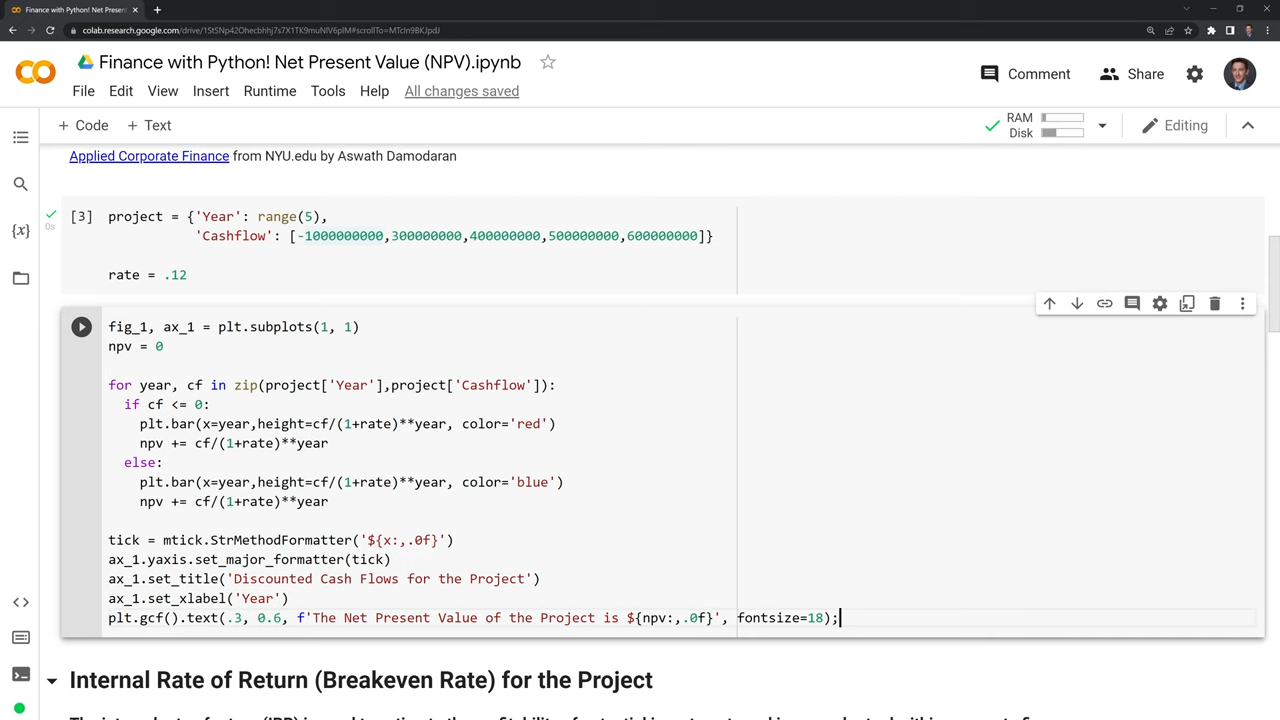 Finance with Python! Net Present
colab.research.google.com/drive/
Finance with Python! Net Present Value (NPV).ipynb
Comment
Share
File Edit View Insert Runtime Tools Help All changes saved
+ Code + Text
RAM
Disk
Editing
Applied Corporate Finance from NYU.edu by Aswath Damodaran
[3] project = {'Year': range(5),
'Cashflow': [-1000000000,300000000,400000000,500000000,600000000]}
0s
rate = .12
fig_1, ax_1 = plt.subplots(1, 1)
npv = 0
for year, cf in zip(project['Year'],project['Cashflow']):
if cf <= 0:
plt.bar(x=year,height=cf/(1+rate)**year, color='red')
npv += cf/(1+rate)**year
else:
plt.bar(x=year,height=cf/(1+rate)**year, color='blue')
npv += cf/(1+rate)**year
tick = mtick.StrMethodFormatter('${x:,.0f}')
ax_1.yaxis.set_major_formatter(tick)
ax_1.set_title('Discounted Cash Flows for the Project')
ax_1.set_xlabel('Year')
plt.gcf().text(.3, 0.6, f'The Net Present Value of the Project is ${npv:,.0f}', fontsize=18);
Internal Rate of Return (Breakeven Rate) for the Project